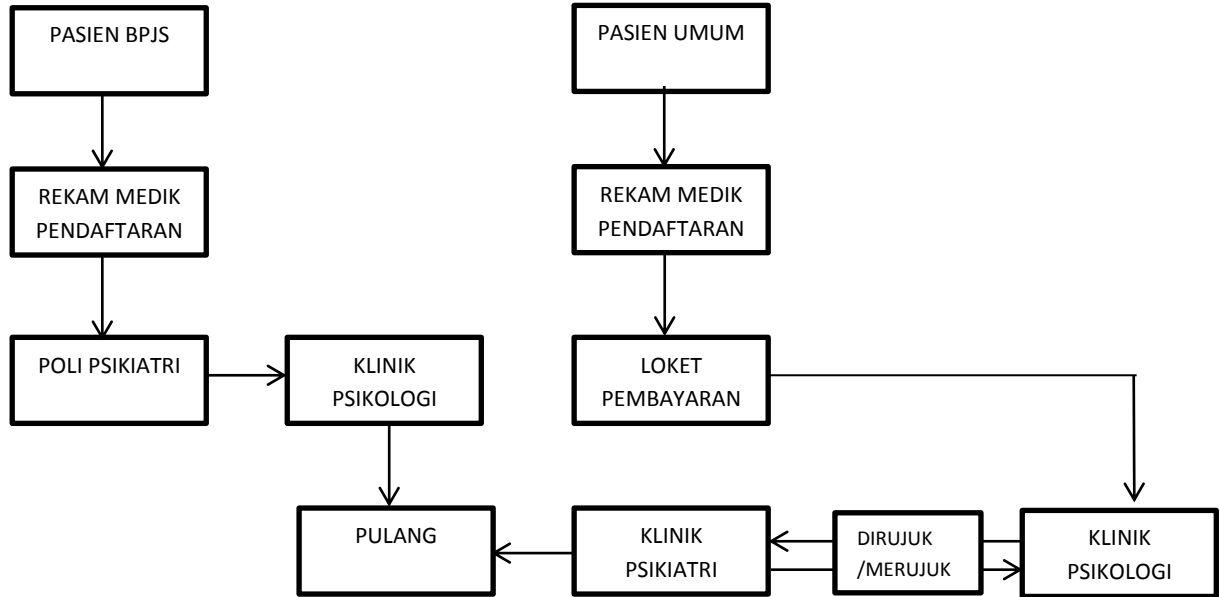 PASIEN BPJS
PASIEN UMUM
REKAM MEDIK
PENDAFTARAN
REKAM MEDIK
PENDAFTARAN
POLI PSIKIATRI
KLINIK
PSIKOLOGI
LOKET
PEMBAYARAN
PULANG
KLINIK
PSIKIATRI
DIRUJUK
/MERUJUK
KLINIK
PSIKOLOGI